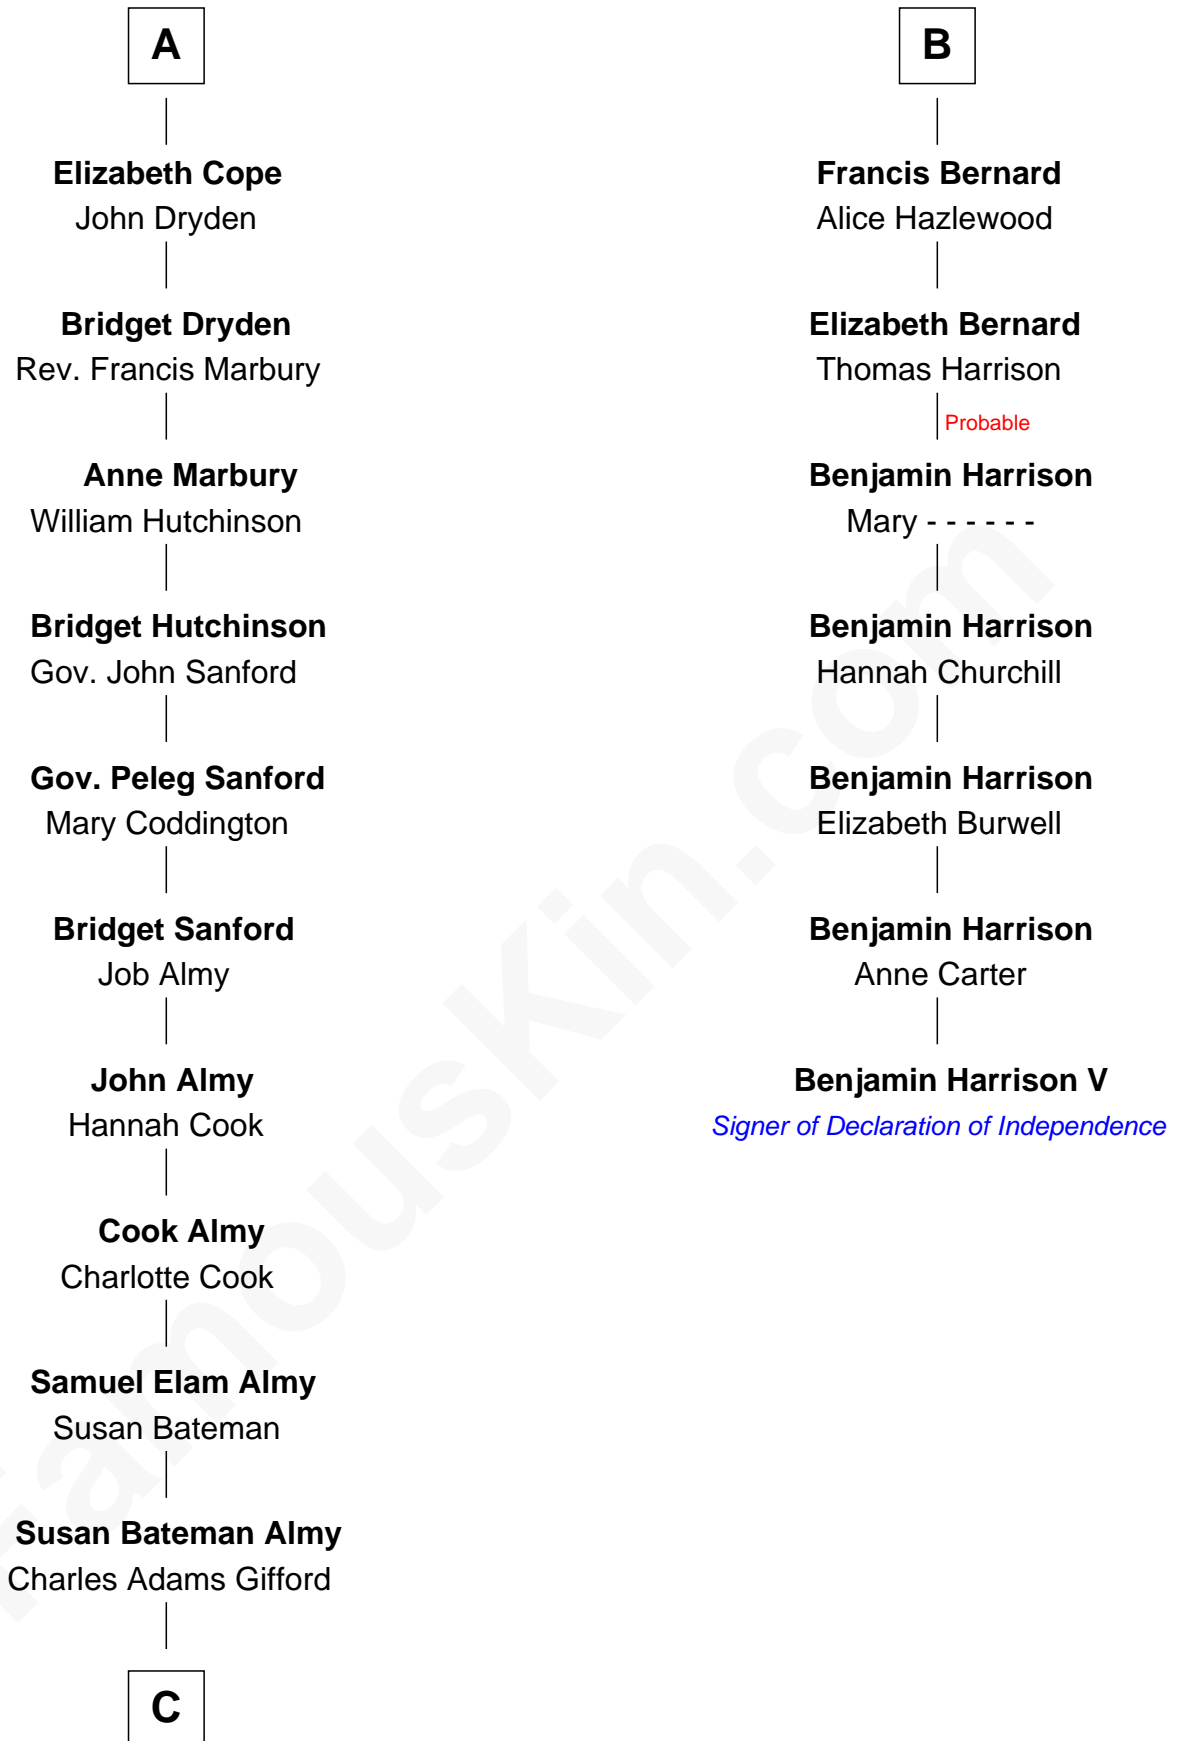 A
Elizabeth Cope
John Dryden
Bridget Dryden
Rev. Francis Marbury
Anne Marbury
William Hutchinson
Bridget Hutchinson
Gov. John Sanford
Gov. Peleg Sanford
Mary Coddington
Bridget Sanford
Job Almy
John Almy
Hannah Cook
Cook Almy
Charlotte Cook
Samuel Elam Almy
Susan Bateman
Susan Bateman Almy
Charles Adams Gifford
C
B
Francis Bernard
Alice Hazlewood
Elizabeth Bernard
Thomas Harrison
Probable
Benjamin Harrison
Mary - - - - - -
Benjamin Harrison
Hannah Churchill
Benjamin Harrison
Elizabeth Burwell
Benjamin Harrison
Anne Carter
Benjamin Harrison V
Signer of Declaration of Independence
FamousKin.com